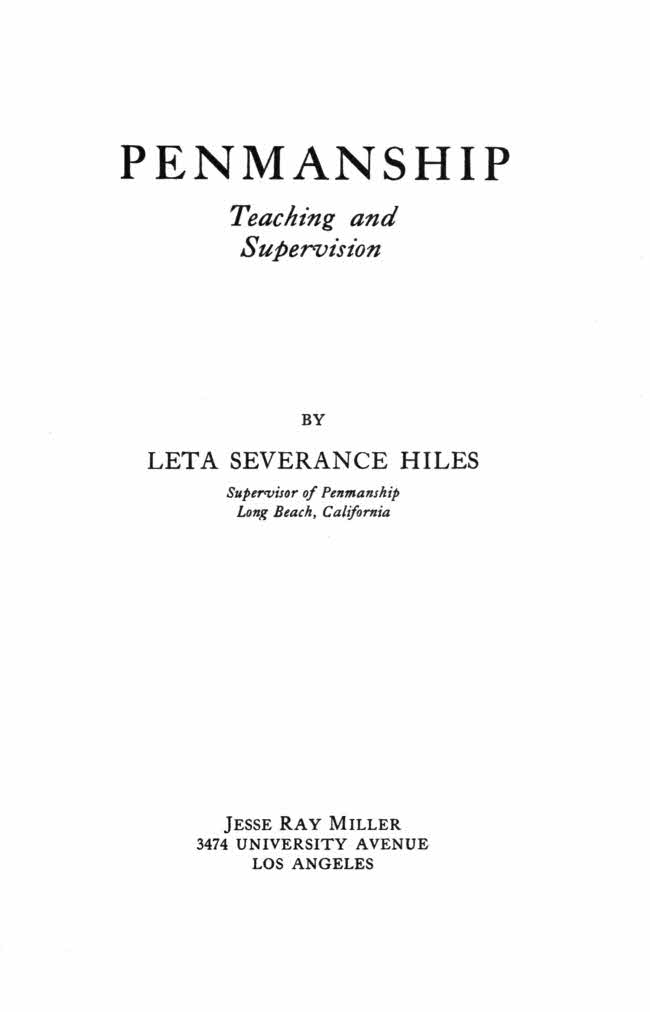 PENMANSHIP
Teaching and
Supervision
BY
LETA SEVERANCE HILES
Supervisor of Penmanship
Long Beach, California
JESSE RAY MILLER
3474 UNIVERSITY AVENUE
LOS ANGELES